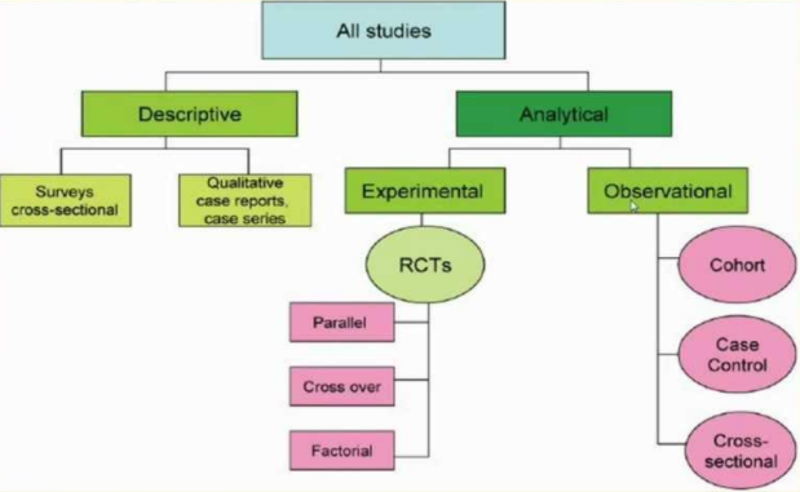 All studies
Descriptive
Analytical
Surveys
cross-sectional
Qualitative
case reports,
case series
Experimental
Observational
RCTs
Parallel
Cross over
Factorial
Cohort
Case
Control
Cross-
sectional